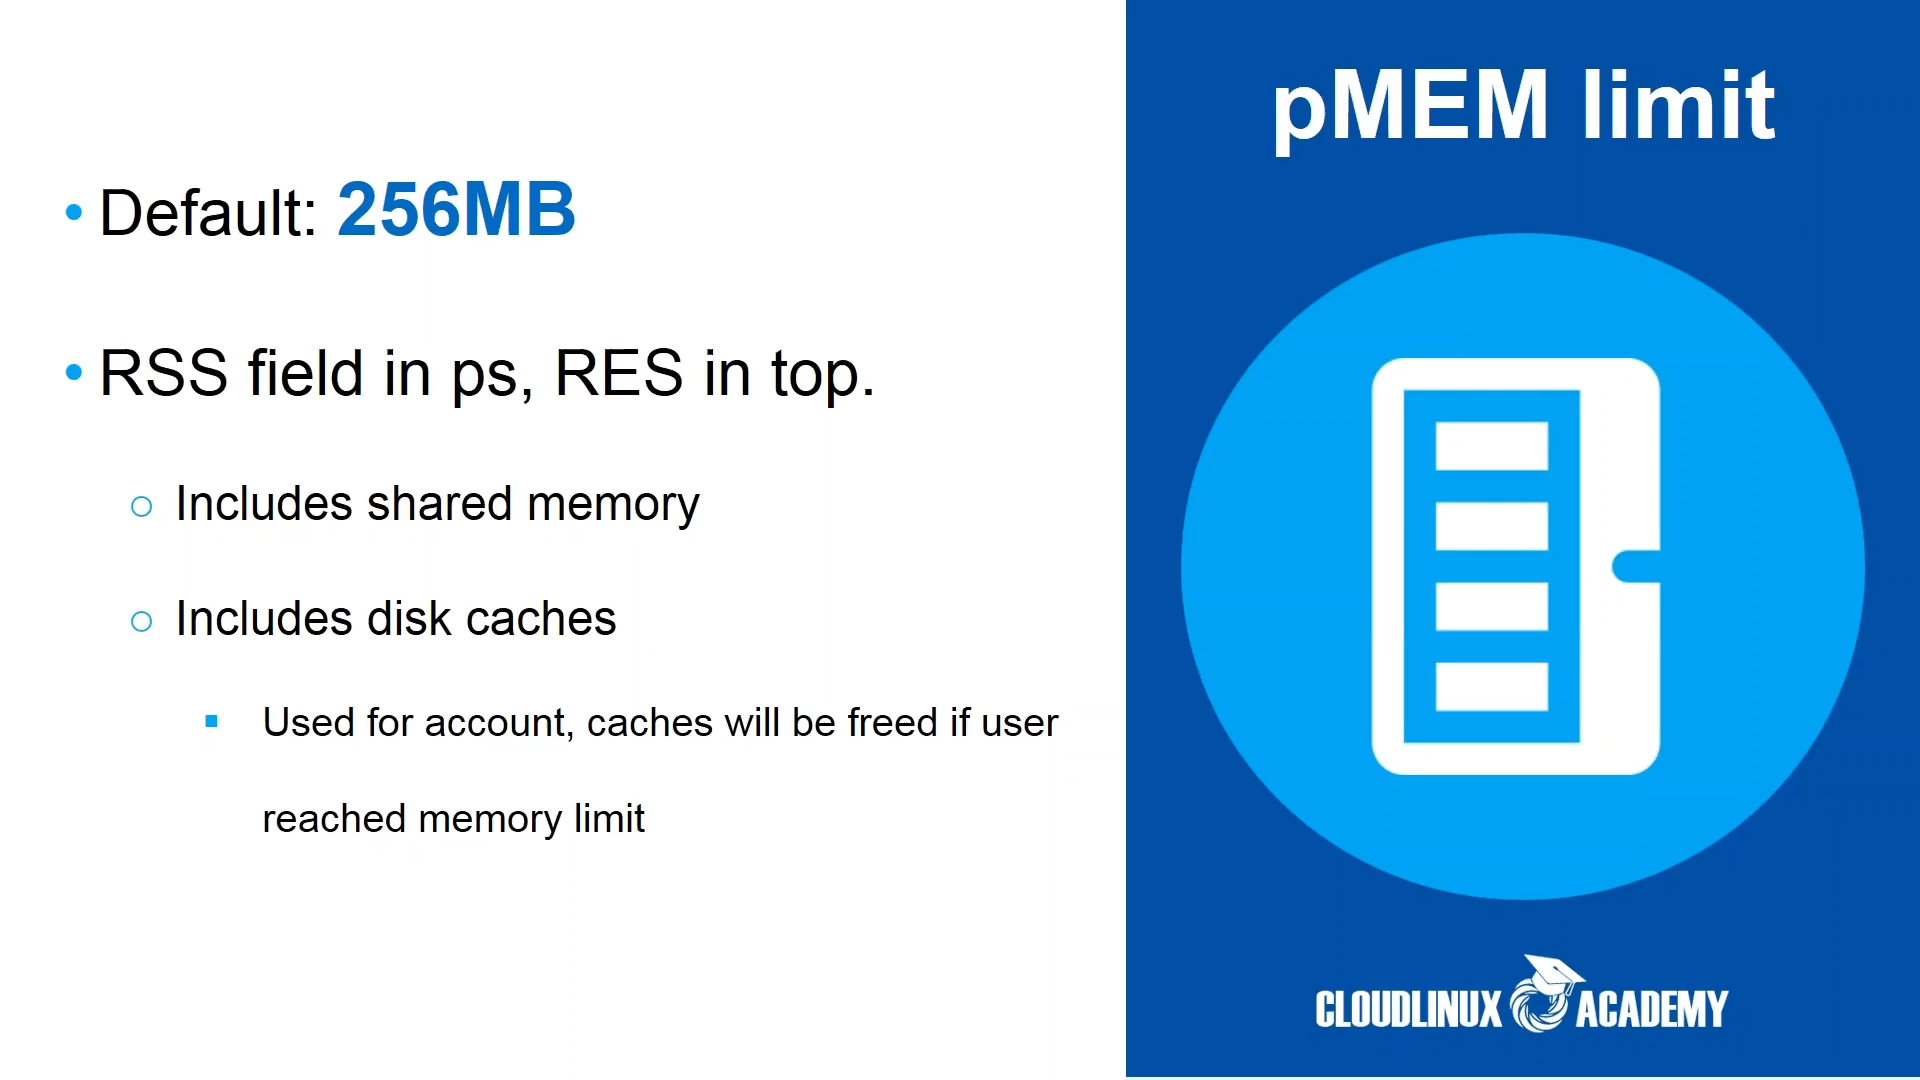 pMEM limit
• Default: 256MB
• RSS field in ps, RES in top.
○ Includes shared memory
○ Includes disk caches
▪ Used for account, caches will be freed if user
reached memory limit
CLOUDLINUX ACADEMY